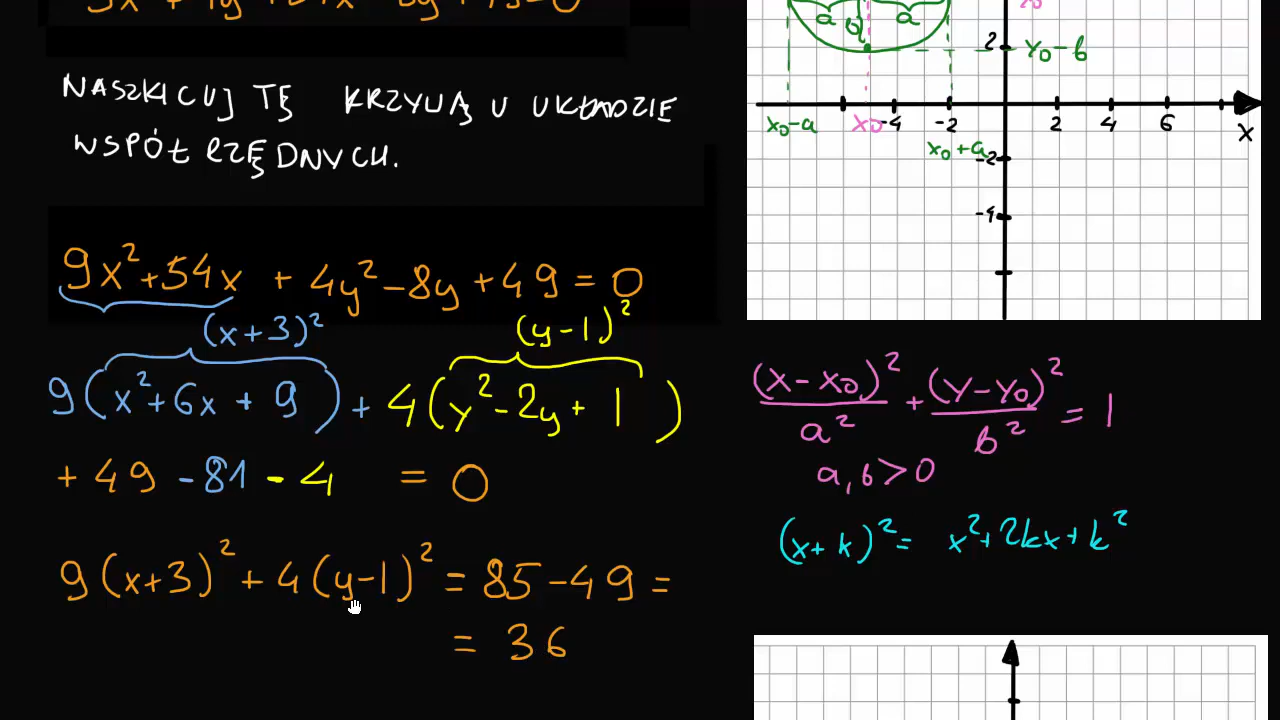 NASZKICUJ TĘ KRZYWĄ W UKŁADZIE
WSPÓŁRZĘDNYCH.
9x²+54x + 4y²-8y+49=0
(x+3)² (y-1)²
9(x²+6x+9)+4(y²-2y+1)
+49-81-4 = 0
9(x+3)²+4(y-1)²=85-49=
= 36
a a
2 y₀-b
x₀-a x₀ -4 -2 2 4 6 x
x₀+a -2
-4
(x-x₀)²/a² + (y-y₀)²/b² = 1
a,b>0
(x+k)²= x²+2kx+k²